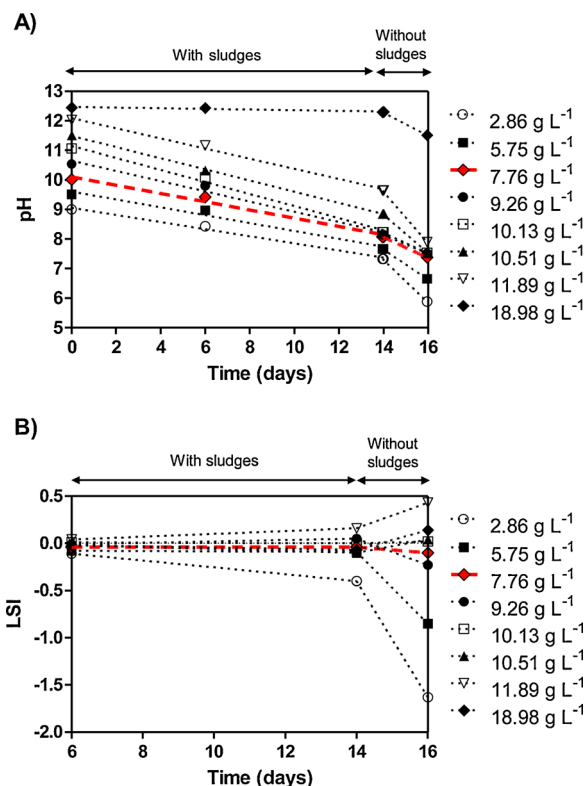 A)
With sludges
Without
sludges
13
12
11
10
9
8
7
6
5
pH
0 2 4 6 8 10 12 14 16
Time (days)
2.86 g L⁻¹
5.75 g L⁻¹
7.76 g L⁻¹
9.26 g L⁻¹
10.13 g L⁻¹
10.51 g L⁻¹
11.89 g L⁻¹
18.98 g L⁻¹
B)
With sludges
Without
sludges
0.5
0.0
-0.5
-1.0
-1.5
-2.0
LSI
6 8 10 12 14 16
Time (days)
2.86 g L⁻¹
5.75 g L⁻¹
7.76 g L⁻¹
9.26 g L⁻¹
10.13 g L⁻¹
10.51 g L⁻¹
11.89 g L⁻¹
18.98 g L⁻¹